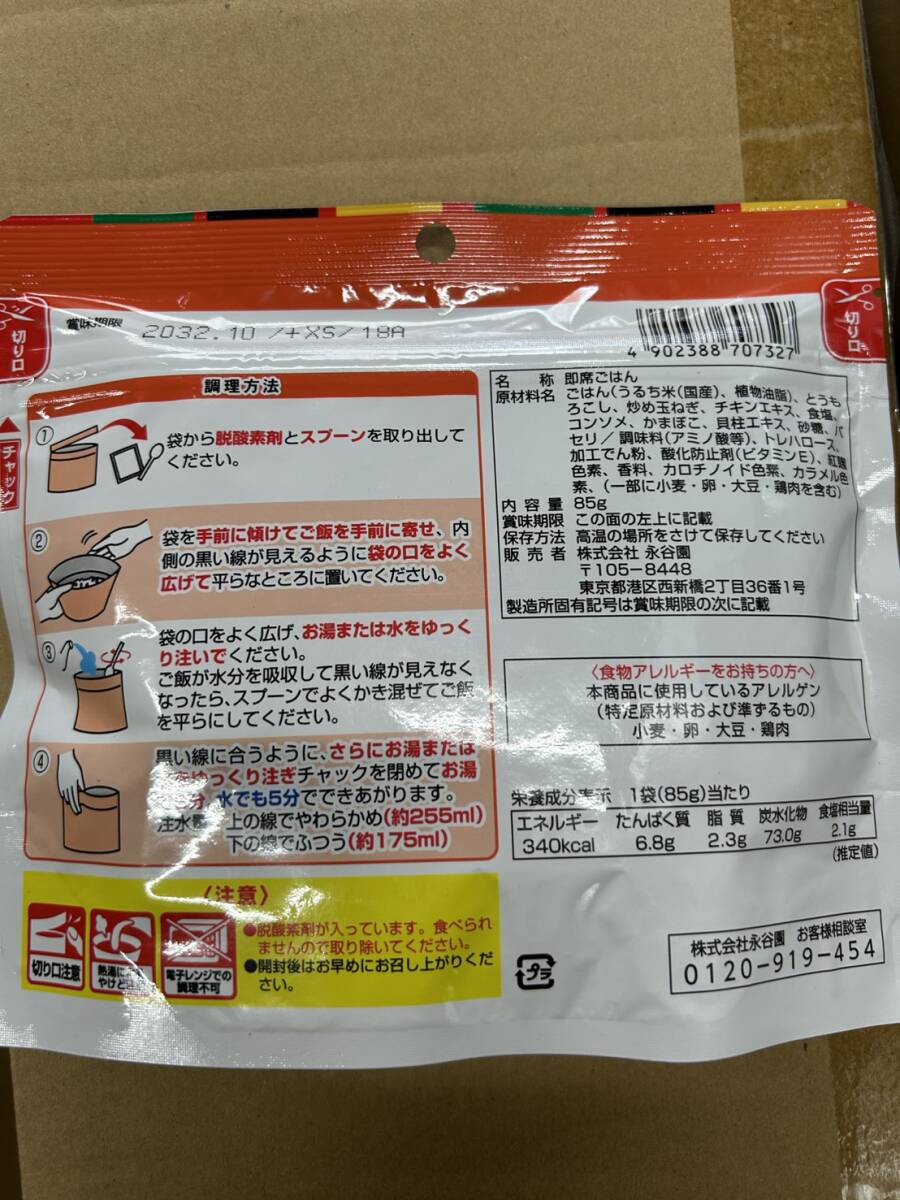 切り口
チャック
賞味期限 2032.10 /+XS/18A
4 902388 707327
切り口
調理方法
①
袋から脱酸素剤とスプーンを取り出して
ください。
②
袋を手前に傾けてご飯を手前に寄せ、内
側の黒い線が見えるように袋の口をよく
広げて平らなところに置いてください。
③
袋の口をよく広げ、お湯または水をゆっく
り注いでください。
ご飯が水分を吸収して黒い線が見えなく
なったら、スプーンでよくかき混ぜてご飯
を平らにしてください。
④
黒い線に合うように、さらにお湯または
をゆっくり注ぎチャックを閉めてお湯
分、水でも5分でできあがります。
注水量 上の線でやわらかめ(約255ml)
下の線でふつう(約175ml)
〈注意〉
切り口注意
熱湯に
やけど
電子レンジでの
調理不可
●脱酸素剤が入っています。食べられ
ませんので取り除いてください。
●開封後はお早めにお召し上がりくだ
さい。
名称 即席ごはん
原材料名 ごはん(うるち米(国産)、植物油脂)、とうも
ろこし、炒め玉ねぎ、チキンエキス、食塩、
コンソメ、かまぼこ、貝柱エキス、砂糖、パ
セリ/調味料(アミノ酸等)、トレハロース、
加工でん粉、酸化防止剤(ビタミンE)、紅麹
色素、香料、カロチノイド色素、カラメル色
素、(一部に小麦・卵・大豆・鶏肉を含む)
内容量 85g
賞味期限 この面の左上に記載
保存方法 高温の場所をさけて保存してください
販売者 株式会社 永谷園
〒105-8448
東京都港区西新橋2丁目36番1号
製造所固有記号は賞味期限の次に記載
〈食物アレルギーをお持ちの方へ〉
本商品に使用しているアレルゲン
(特定原材料および準ずるもの)
小麦・卵・大豆・鶏肉
栄養成分表示 1袋(85g)当たり
エネルギー たんぱく質 脂質 炭水化物 食塩相当量
340kcal 6.8g 2.3g 73.0g 2.1g
(推定値)
プラ
株式会社永谷園 お客様相談室
0120-919-454